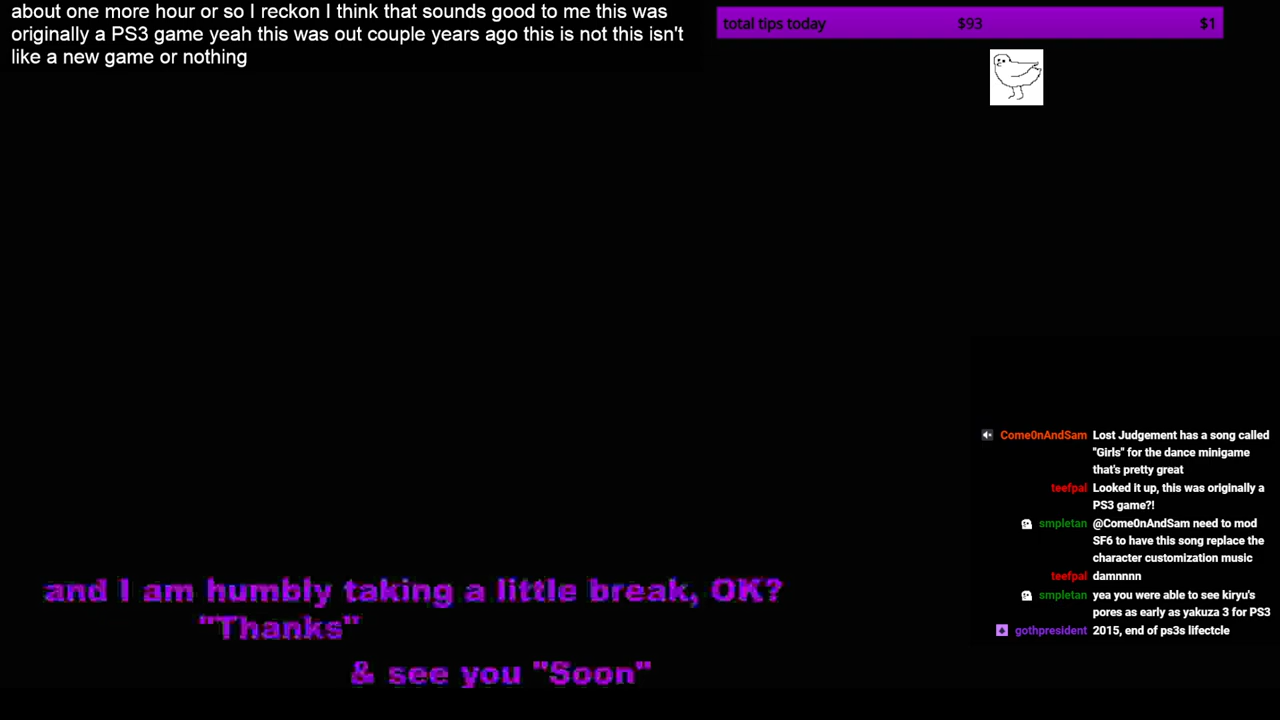 about one more hour or so I reckon I think that sounds good to me this was
originally a PS3 game yeah this was out couple years ago this is not this isn't
like a new game or nothing
total tips today $93 $1
Come0nAndSam Lost Judgement has a song called
"Girls" for the dance minigame
that's pretty great
teefpal Looked it up, this was originally a
PS3 game?!
smpletan @Come0nAndSam need to mod
SF6 to have this song replace the
character customization music
teefpal damnnnn
smpletan yea you were able to see kiryu's
pores as early as yakuza 3 for PS3
gothpresident 2015, end of ps3s lifectcle
and I am humbly taking a little break, OK?
"Thanks"
& see you "Soon"